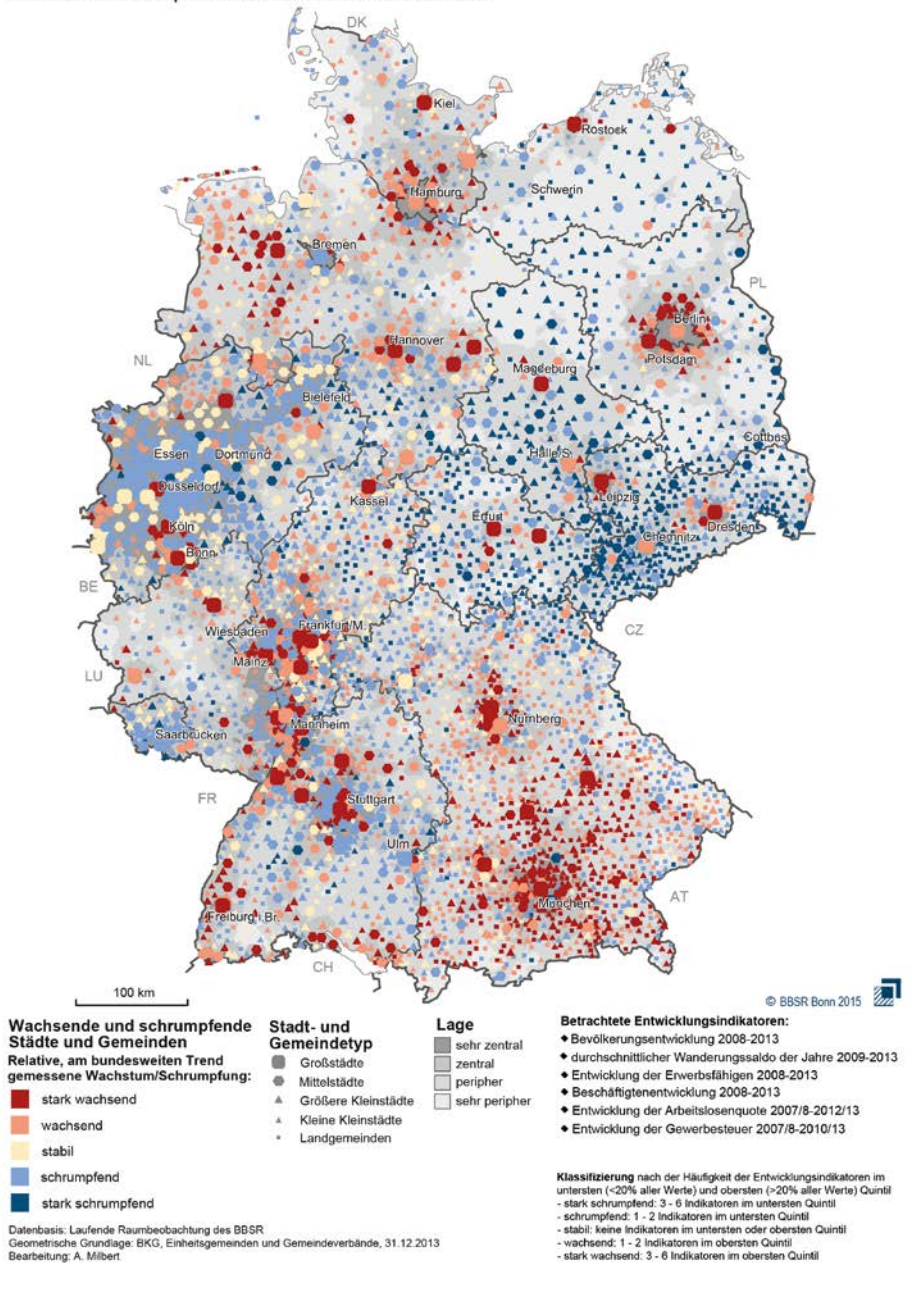 DK
Kiel
Rostock
Hamburg
Schwerin
Bremen
PL
Berlin
Hannover
NL
Potsdam
Magdeburg
Bielefeld
Cottbus
Essen
Dortmund
Halle/S.
Düsseldorf
Kassel
Leipzig
Köln
Erfurt
Dresden
Chemnitz
Bonn
BE
Wiesbaden
Frankfurt/M.
CZ
Mainz
LU
Nürnberg
Mannheim
Saarbrücken
FR
Stuttgart
Ulm
AT
München
Freiburg i.Br.
CH
100 km
© BBSR Bonn 2015
Wachsende und schrumpfende
Städte und Gemeinden
Relative, am bundesweiten Trend
gemessene Wachstum/Schrumpfung:
stark wachsend
wachsend
stabil
schrumpfend
stark schrumpfend
Stadt- und
Gemeindetyp
Großstädte
Mittelstädte
Größere Kleinstädte
Kleine Kleinstädte
Landgemeinden
Lage
sehr zentral
zentral
peripher
sehr peripher
Betrachtete Entwicklungsindikatoren:
◆ Bevölkerungsentwicklung 2008-2013
◆ durchschnittlicher Wanderungssaldo der Jahre 2009-2013
◆ Entwicklung der Erwerbsfähigen 2008-2013
◆ Beschäftigtenentwicklung 2008-2013
◆ Entwicklung der Arbeitslosenquote 2007/8-2012/13
◆ Entwicklung der Gewerbesteuer 2007/8-2010/13
Klassifizierung nach der Häufigkeit der Entwicklungsindikatoren im
untersten (<20% aller Werte) und obersten (>20% aller Werte) Quintil
- stark schrumpfend: 3 - 6 Indikatoren im untersten Quintil
- schrumpfend: 1 - 2 Indikatoren im untersten Quintil
- stabil: keine Indikatoren im untersten oder obersten Quintil
- wachsend: 1 - 2 Indikatoren im obersten Quintil
- stark wachsend: 3 - 6 Indikatoren im obersten Quintil
Datenbasis: Laufende Raumbeobachtung des BBSR
Geometrische Grundlage: BKG, Einheitsgemeinden und Gemeindeverbände, 31.12.2013
Bearbeitung: A. Milbert